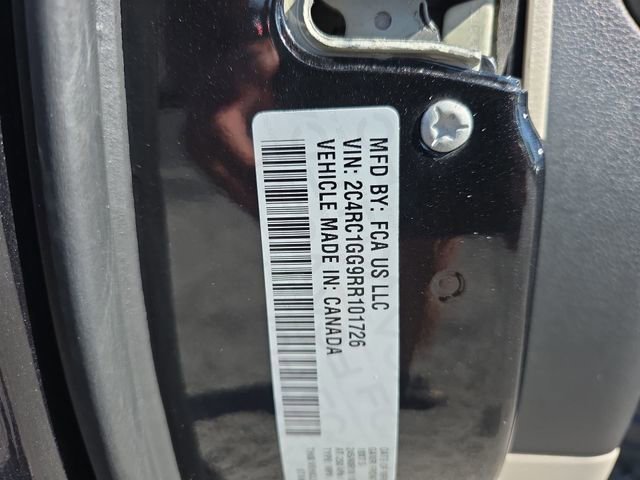 MFD BY: FCA US LLC
VIN: 2C4RC1GG9RR101726
VEHICLE MADE IN: CANADA